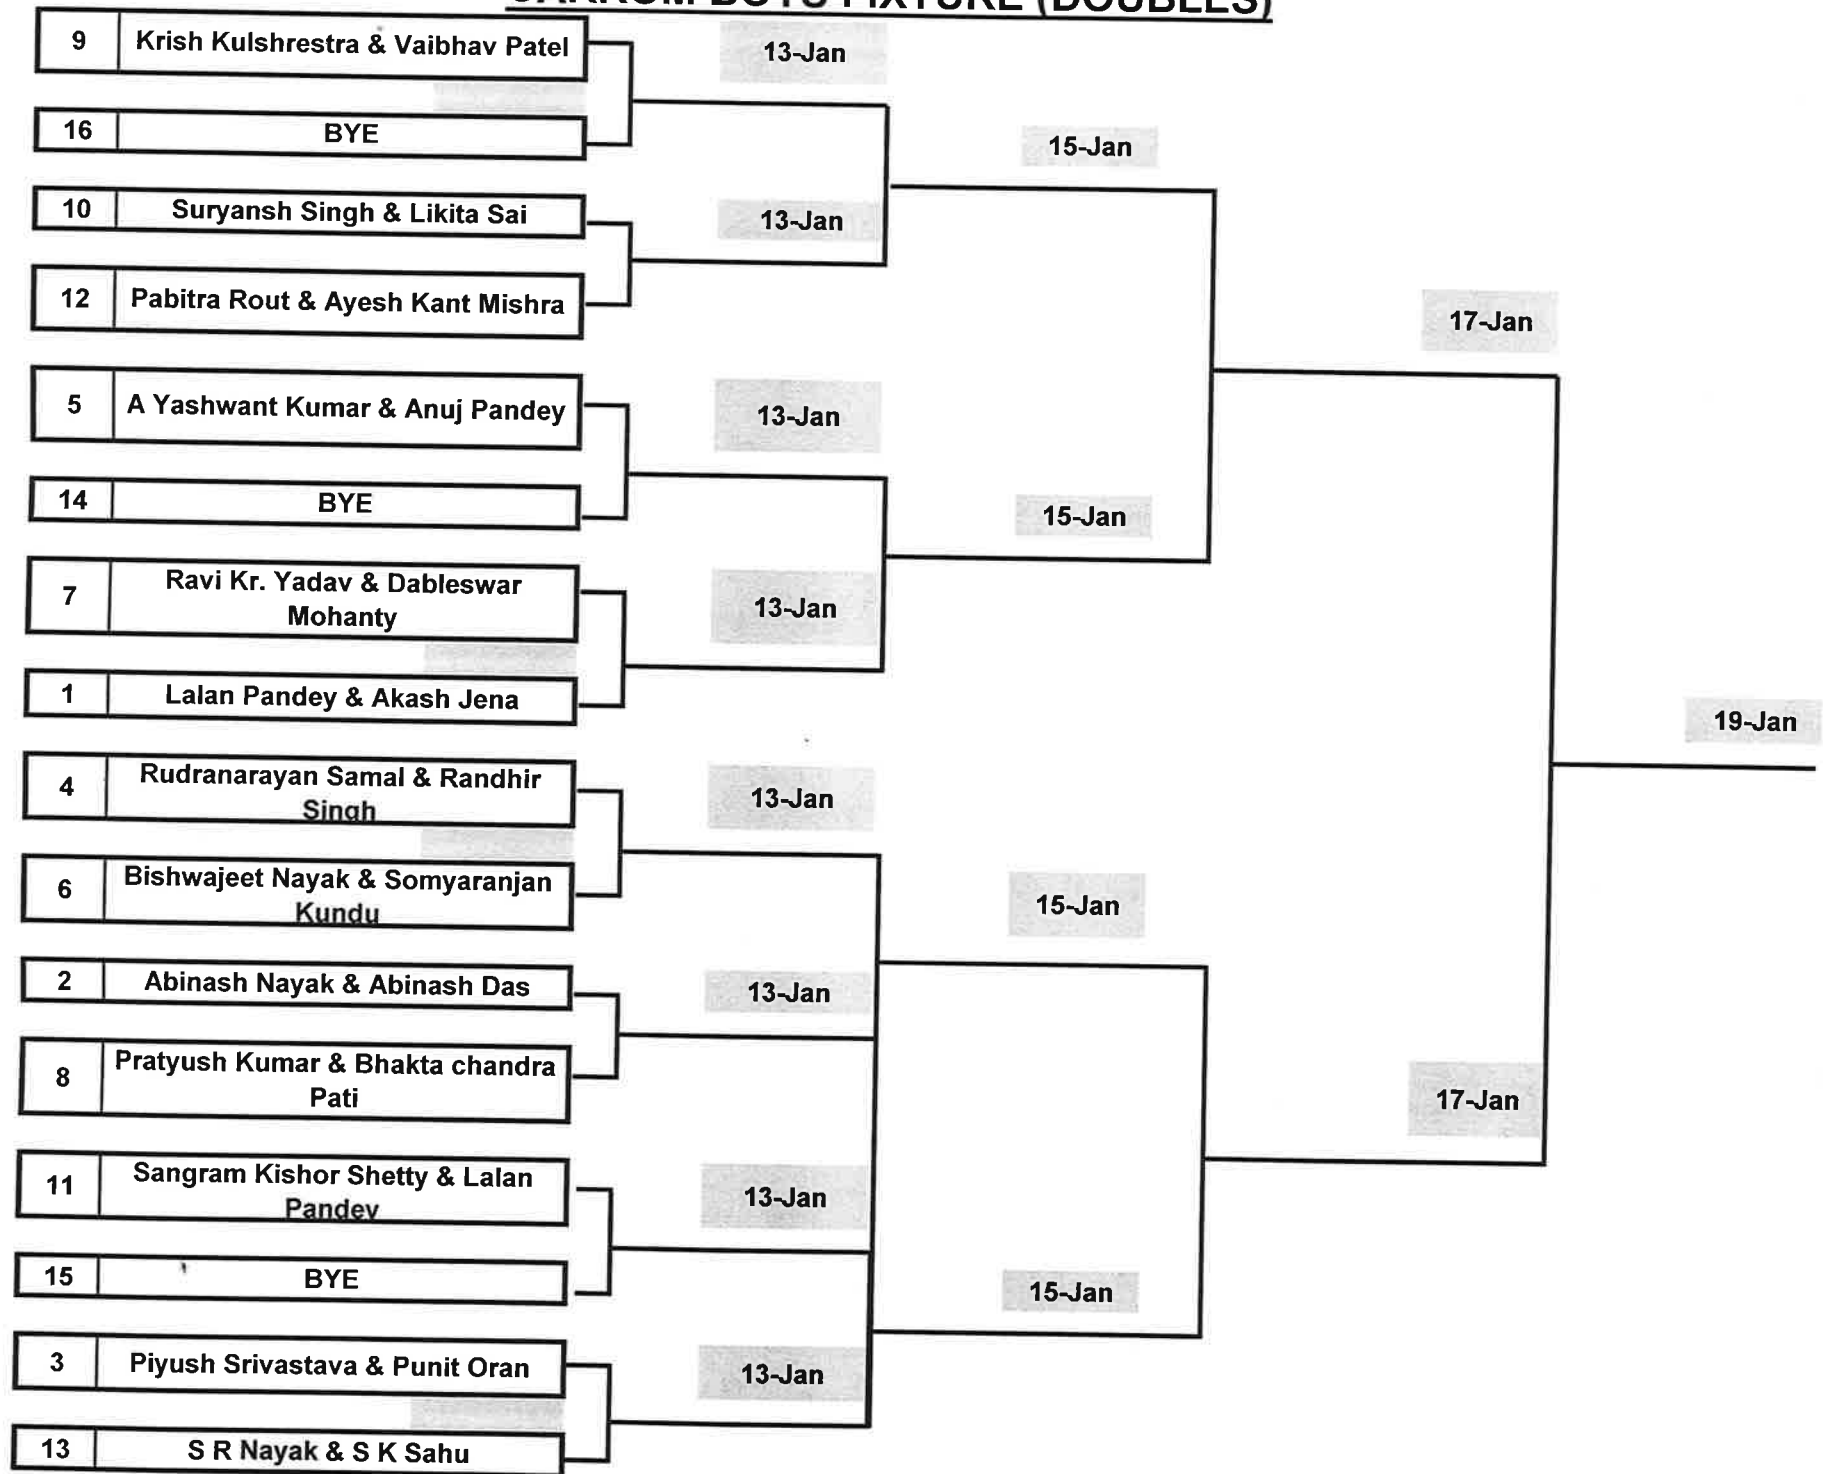 CARROM BOYS FIXTURE (DOUBLES)
9 Krish Kulshrestra & Vaibhav Patel
13-Jan
16 BYE
15-Jan
10 Suryansh Singh & Likita Sai
13-Jan
12 Pabitra Rout & Ayesh Kant Mishra
17-Jan
5 A Yashwant Kumar & Anuj Pandey
13-Jan
14 BYE
15-Jan
7 Ravi Kr. Yadav & Dableswar
Mohanty
13-Jan
1 Lalan Pandey & Akash Jena
19-Jan
4 Rudranarayan Samal & Randhir
Singh
13-Jan
6 Bishwajeet Nayak & Somyaranjan
Kundu
15-Jan
2 Abinash Nayak & Abinash Das
13-Jan
8 Pratyush Kumar & Bhakta chandra
Pati
17-Jan
11 Sangram Kishor Shetty & Lalan
Pandey
13-Jan
15 BYE
15-Jan
3 Piyush Srivastava & Punit Oran
13-Jan
13 S R Nayak & S K Sahu